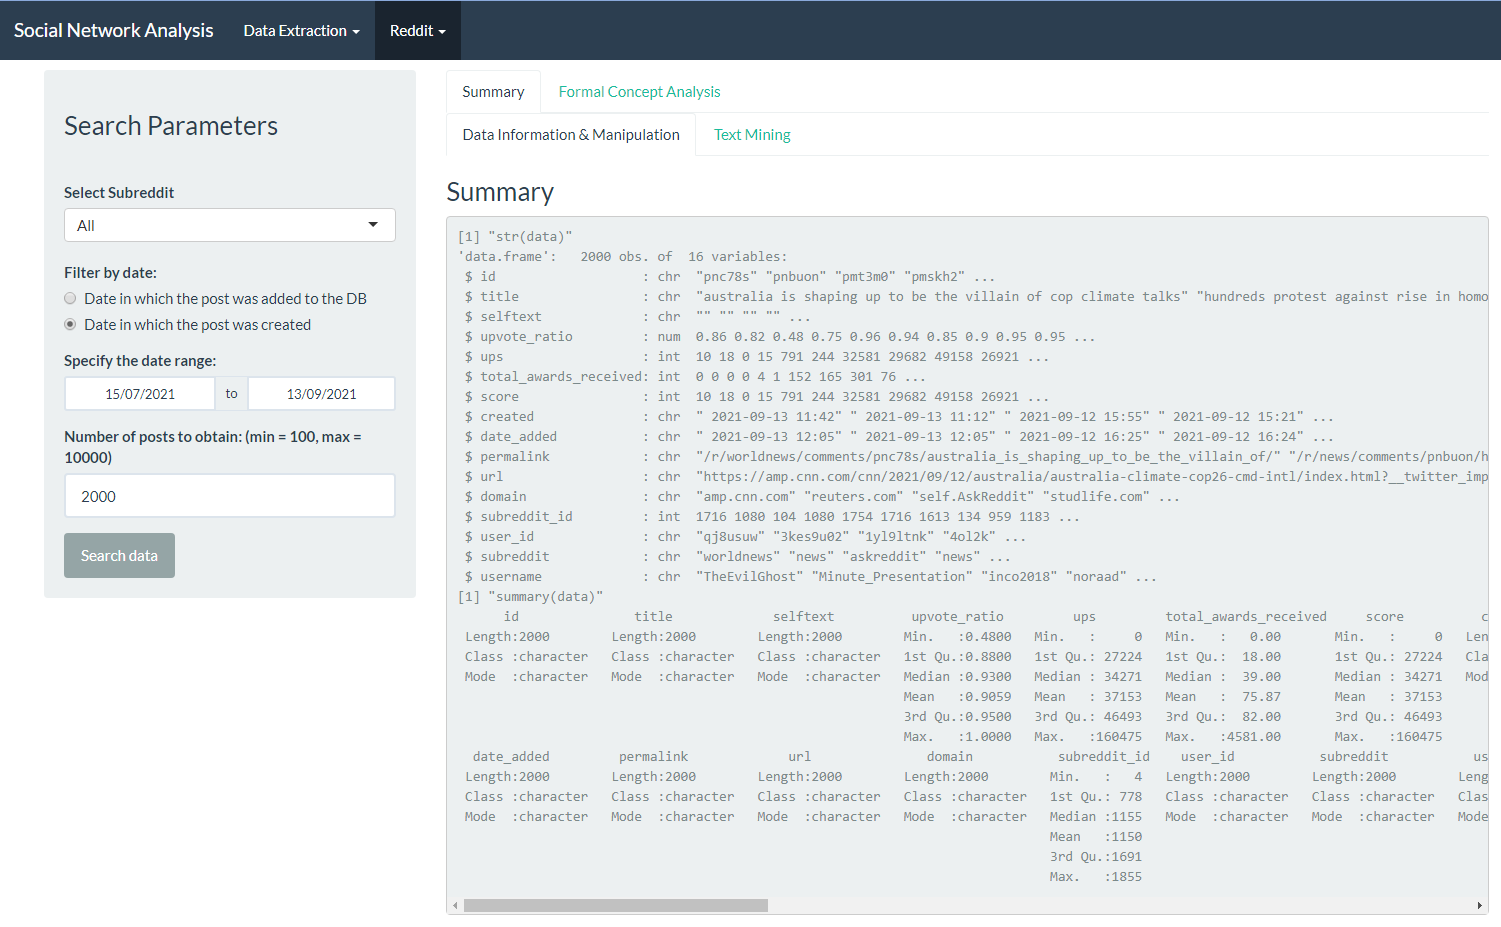 Social Network Analysis Data Extraction Reddit
Search Parameters
Select Subreddit
All
Filter by date:
Date in which the post was added to the DB
Date in which the post was created
Specify the date range:
15/07/2021 to 13/09/2021
Number of posts to obtain: (min = 100, max =
10000)
2000
Search data
Summary Formal Concept Analysis
Data Information & Manipulation Text Mining
Summary
[1] "str(data)"
'data.frame':   2000 obs. of  16 variables:
$ id                    : chr  "pnc78s" "pnbuon" "pmt3m0" "pmskh2" ...
$ title                 : chr  "australia is shaping up to be the villain of cop climate talks" "hundreds protest against rise in homo
$ selftext              : chr  "" "" "" "" ...
$ upvote_ratio          : num  0.86 0.82 0.48 0.75 0.96 0.94 0.85 0.9 0.95 0.95 ...
$ ups                   : int  10 18 0 15 791 244 32581 29682 49158 26921 ...
$ total_awards_received: int  0 0 0 0 4 1 152 165 301 76 ...
$ score                 : int  10 18 0 15 791 244 32581 29682 49158 26921 ...
$ created               : chr  " 2021-09-13 11:42" " 2021-09-13 11:12" " 2021-09-12 15:55" " 2021-09-12 15:21" ...
$ date_added            : chr  " 2021-09-13 12:05" " 2021-09-13 12:05" " 2021-09-12 16:25" " 2021-09-12 16:24" ...
$ permalink             : chr  "/r/worldnews/comments/pnc78s/australia_is_shaping_up_to_be_the_villain_of/" "/r/news/comments/pnbuon/h
$ url                   : chr  "https://amp.cnn.com/cnn/2021/09/12/australia/australia-climate-cop26-cmd-intl/index.html?__twitter_imp
$ domain                : chr  "amp.cnn.com" "reuters.com" "self.AskReddit" "studlife.com" ...
$ subreddit_id          : int  1716 1080 104 1080 1754 1716 1613 134 959 1183 ...
$ user_id               : chr  "qj8usuw" "3kes9u02" "1yl9ltnk" "4ol2k" ...
$ subreddit             : chr  "worldnews" "news" "askreddit" "news" ...
$ username              : chr  "TheEvilGhost" "Minute_Presentation" "inco2018" "noraad" ...
[1] "summary(data)"
id title selftext upvote_ratio ups total_awards_received score c
Length:2000 Length:2000 Length:2000 Min. :0.4800 Min. : 0 Min. : 0.00 Min. : 0 Len
Class :character Class :character Class :character 1st Qu.:0.8800 1st Qu.: 27224 1st Qu.: 18.00 1st Qu.: 27224 Cla
Mode :character Mode :character Mode :character Median :0.9300 Median : 34271 Median : 39.00 Median : 34271 Mod
Mean :0.9059 Mean : 37153 Mean : 75.87 Mean : 37153
3rd Qu.:0.9500 3rd Qu.: 46493 3rd Qu.: 82.00 3rd Qu.: 46493
Max. :1.0000 Max. :160475 Max. :4581.00 Max. :160475
date_added permalink url domain subreddit_id user_id subreddit us
Length:2000 Length:2000 Length:2000 Length:2000 Min. : 4 Length:2000 Length:2000 Leng
Class :character Class :character Class :character Class :character 1st Qu.: 778 Class :character Class :character Clas
Mode :character Mode :character Mode :character Mode :character Median :1155 Mode :character Mode :character Mode
Mean :1150
3rd Qu.:1691
Max. :1855